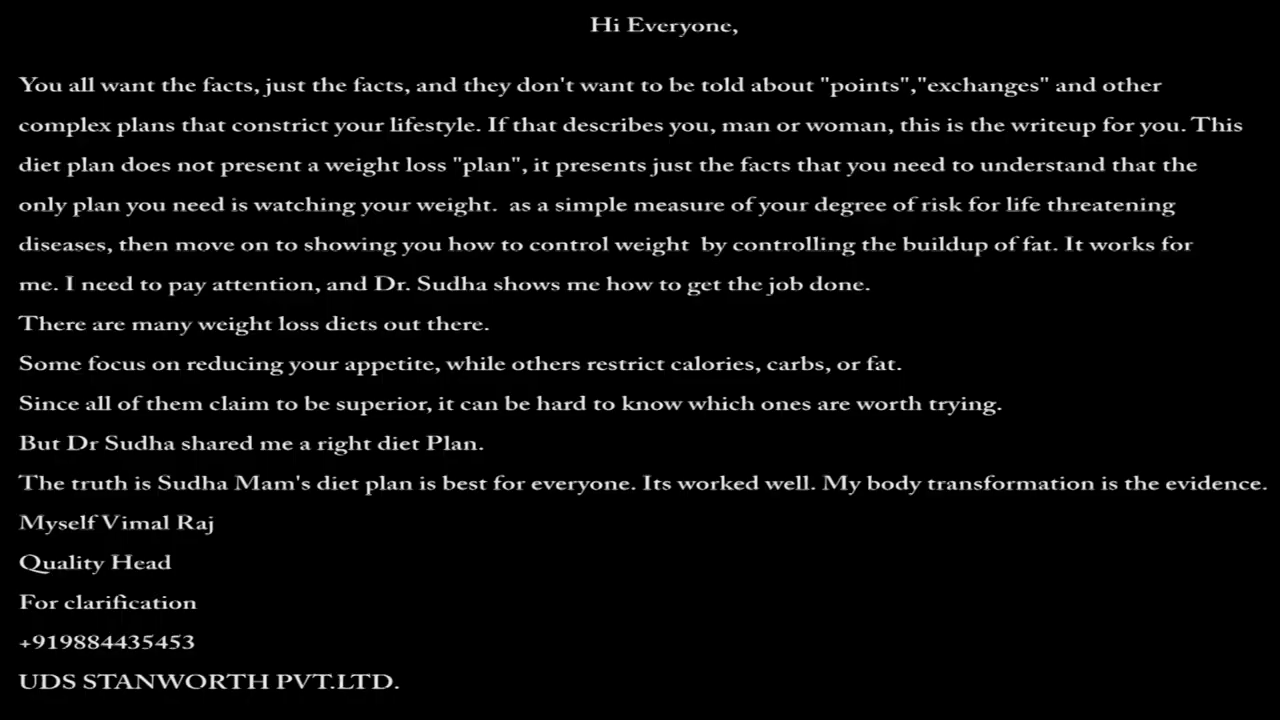 Hi Everyone,
You all want the facts, just the facts, and they don't want to be told about "points","exchanges" and other
complex plans that constrict your lifestyle. If that describes you, man or woman, this is the writeup for you. This
diet plan does not present a weight loss "plan", it presents just the facts that you need to understand that the
only plan you need is watching your weight.  as a simple measure of your degree of risk for life threatening
diseases, then move on to showing you how to control weight  by controlling the buildup of fat. It works for
me. I need to pay attention, and Dr. Sudha shows me how to get the job done.
There are many weight loss diets out there.
Some focus on reducing your appetite, while others restrict calories, carbs, or fat.
Since all of them claim to be superior, it can be hard to know which ones are worth trying.
But Dr Sudha shared me a right diet Plan.
The truth is Sudha Mam's diet plan is best for everyone. Its worked well. My body transformation is the evidence.
Myself Vimal Raj
Quality Head
For clarification
+919884435453
UDS STANWORTH PVT.LTD.